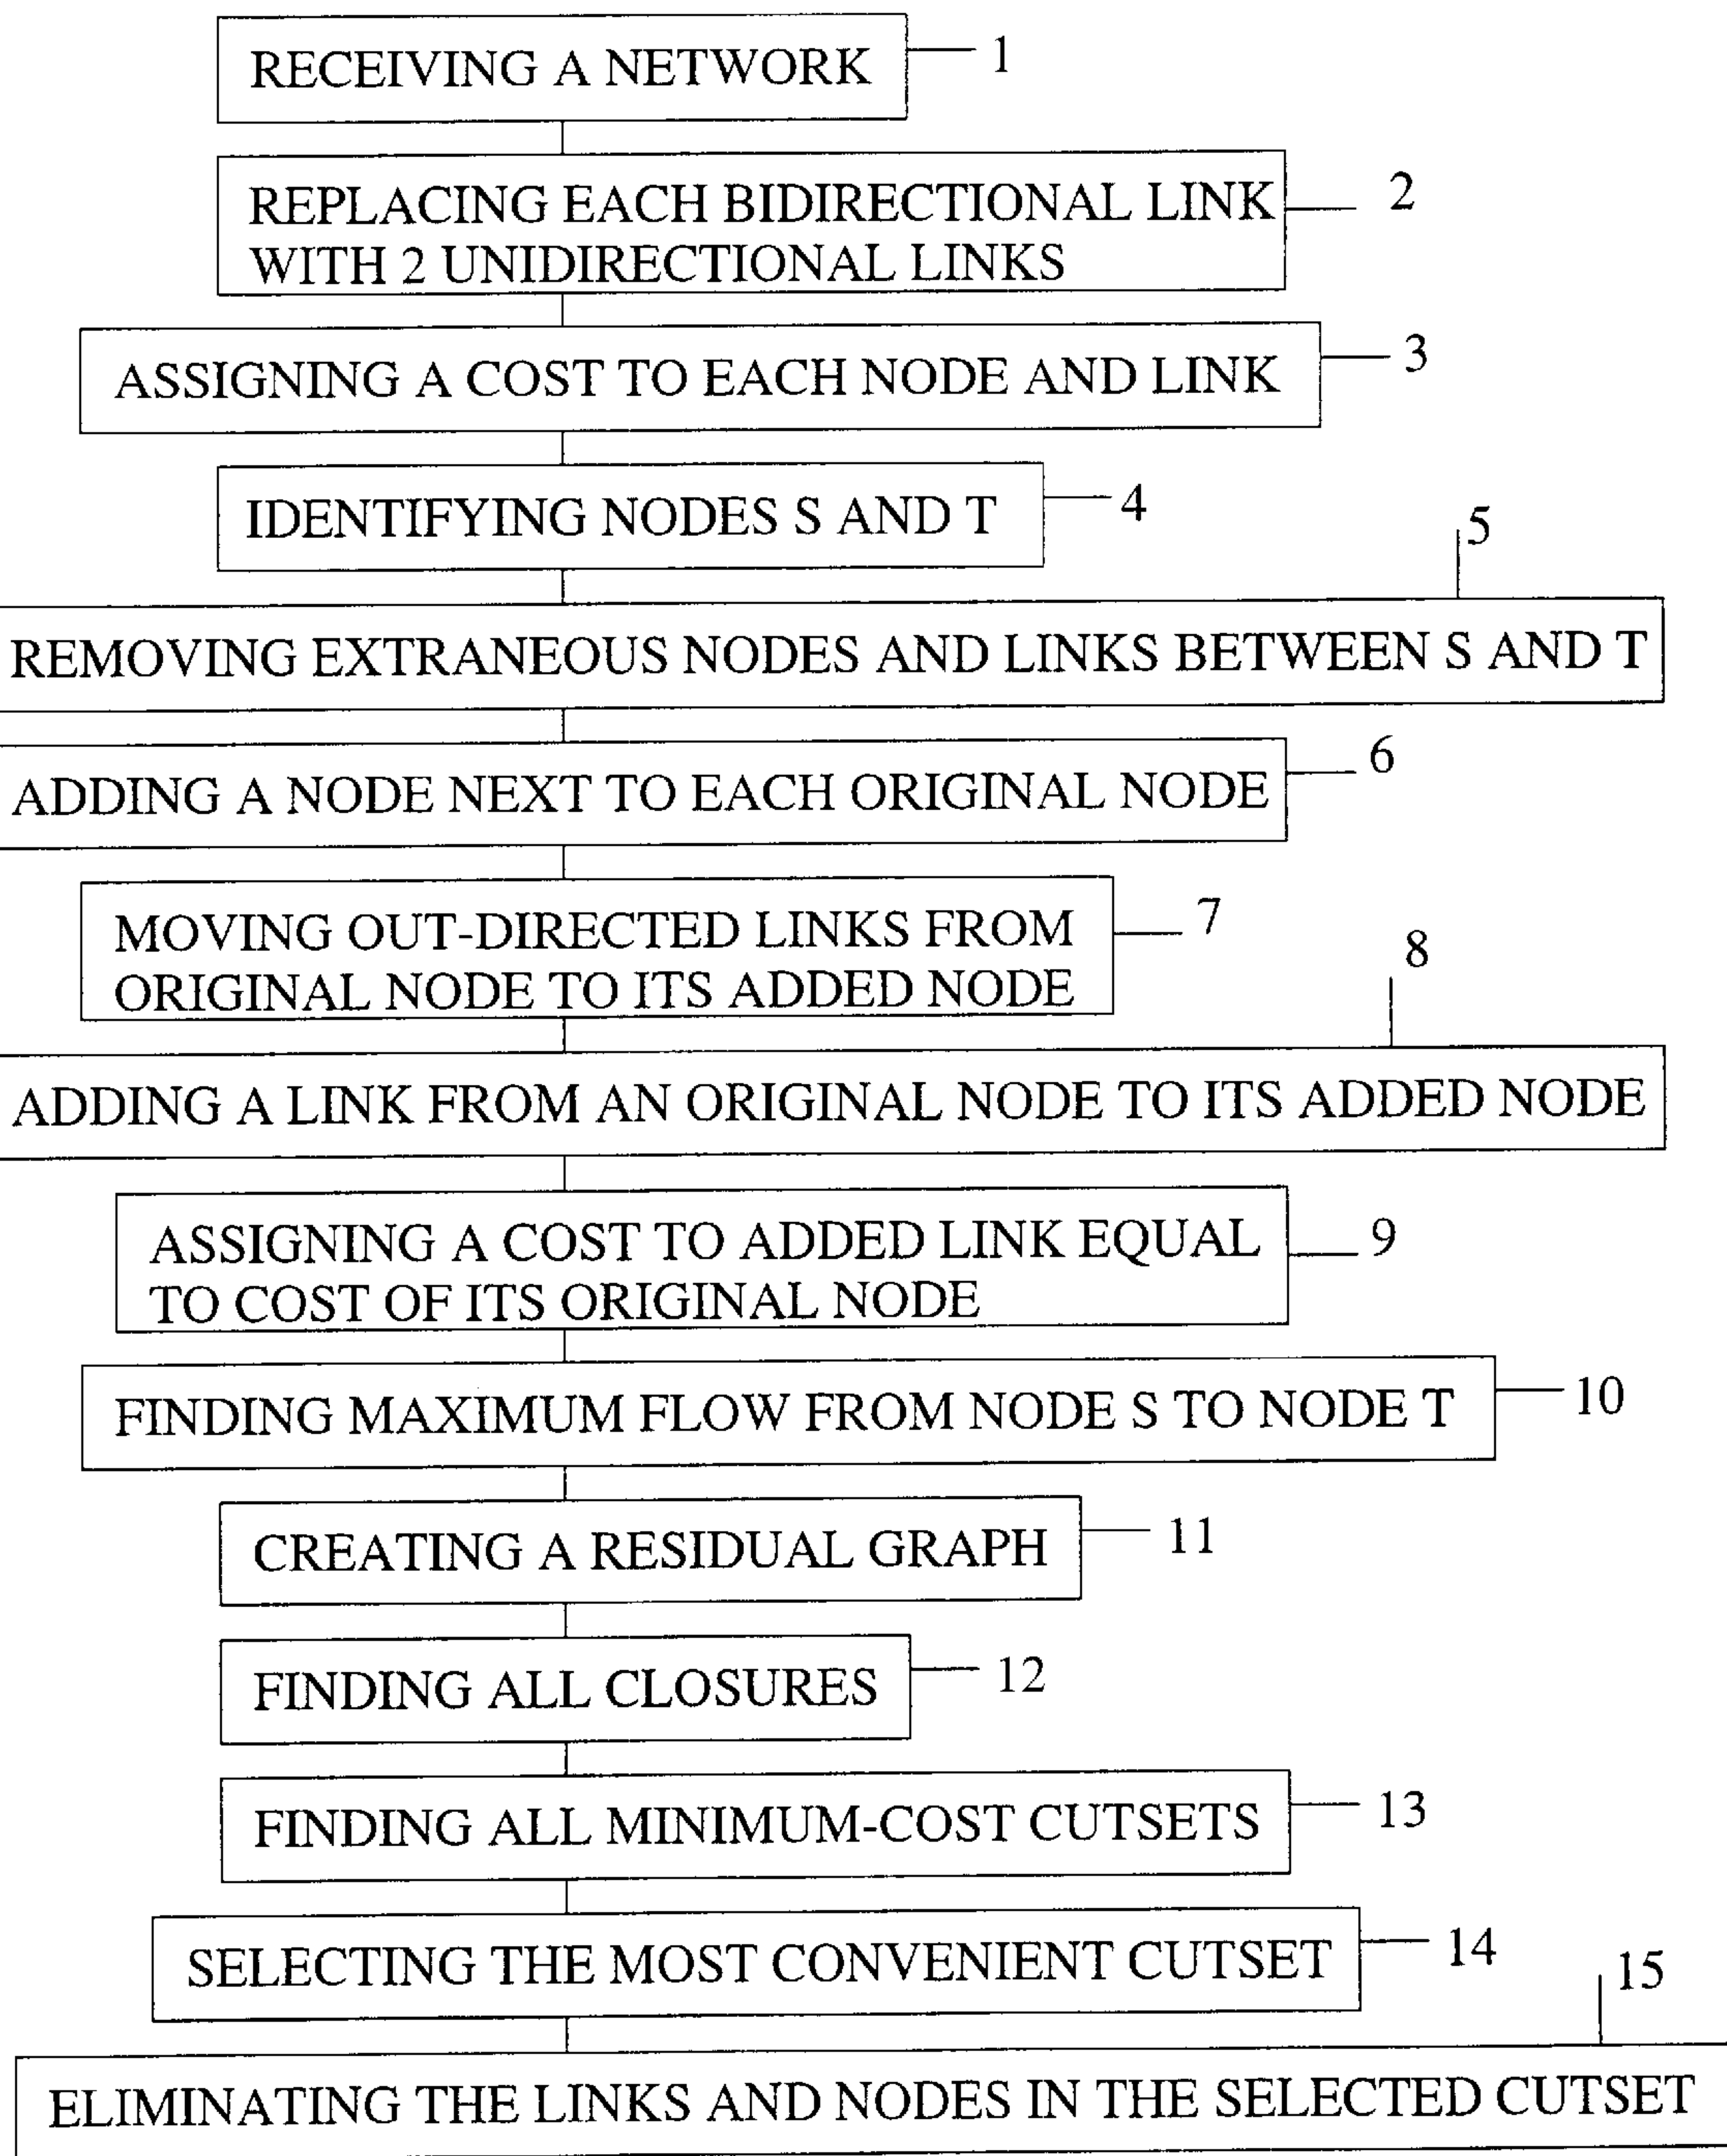 RECEIVING A NETWORK
1
REPLACING EACH BIDIRECTIONAL LINK
WITH 2 UNIDIRECTIONAL LINKS
2
ASSIGNING A COST TO EACH NODE AND LINK
3
IDENTIFYING NODES S AND T
4
5
REMOVING EXTRANEOUS NODES AND LINKS BETWEEN S AND T
ADDING A NODE NEXT TO EACH ORIGINAL NODE
6
MOVING OUT-DIRECTED LINKS FROM
ORIGINAL NODE TO ITS ADDED NODE
7
8
ADDING A LINK FROM AN ORIGINAL NODE TO ITS ADDED NODE
ASSIGNING A COST TO ADDED LINK EQUAL
TO COST OF ITS ORIGINAL NODE
9
FINDING MAXIMUM FLOW FROM NODE S TO NODE T
10
CREATING A RESIDUAL GRAPH
11
FINDING ALL CLOSURES
12
FINDING ALL MINIMUM-COST CUTSETS
13
SELECTING THE MOST CONVENIENT CUTSET
14
15
ELIMINATING THE LINKS AND NODES IN THE SELECTED CUTSET